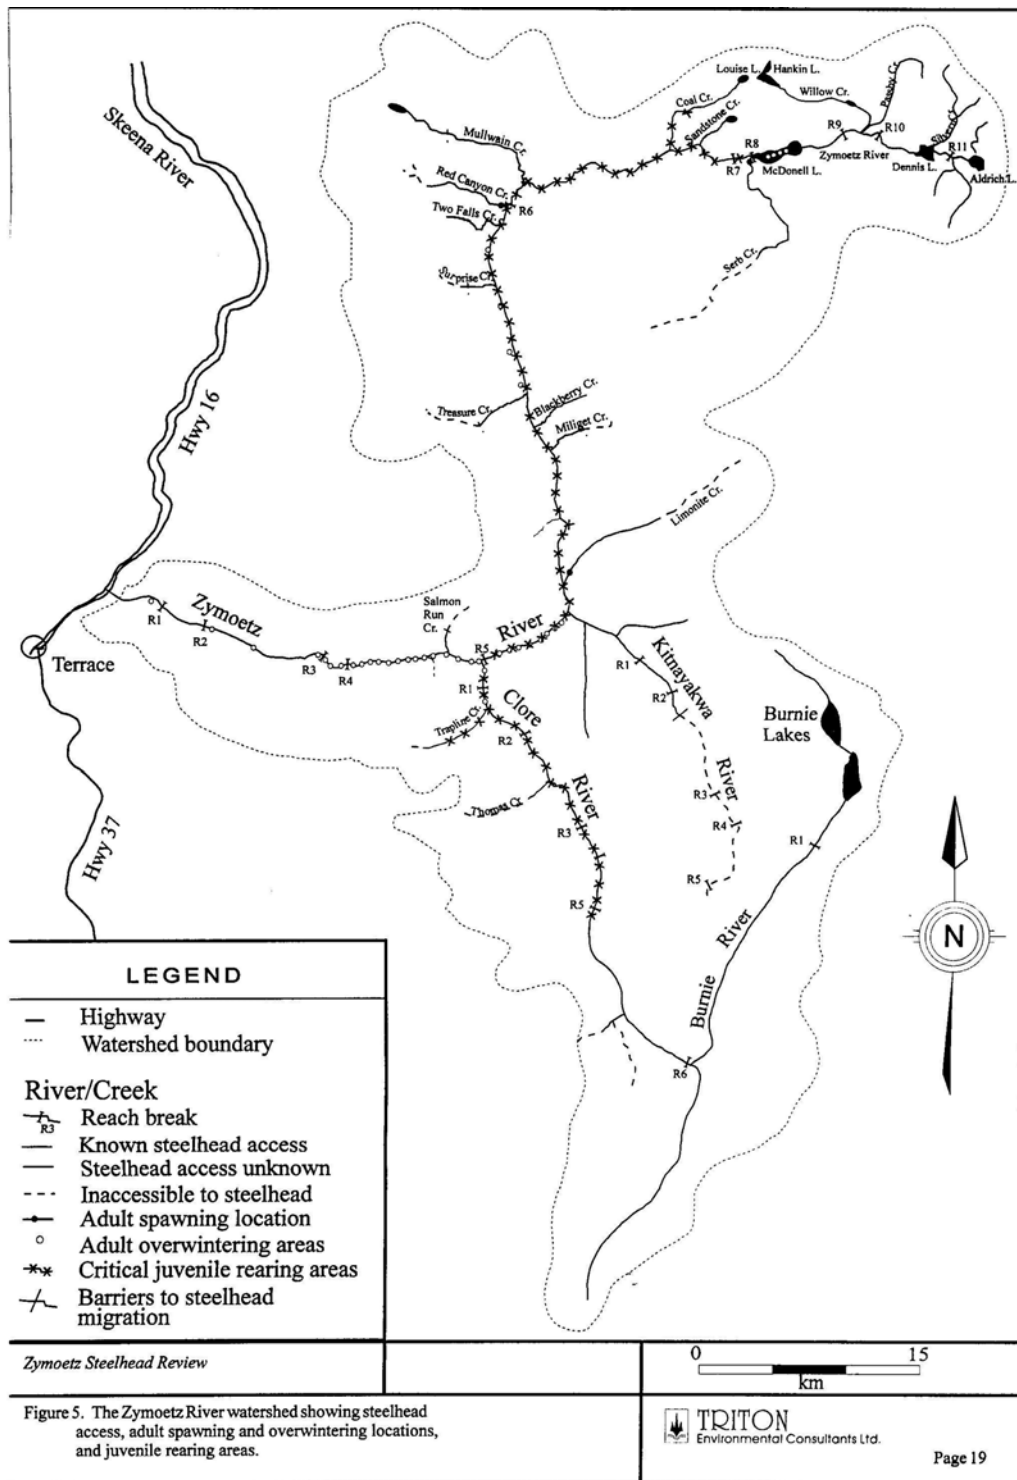 Louise L.
Hankin L.
Coal Cr.
Sandstone Cr.
Willow Cr.
Passby Cr.
Silvern Cr.
Mullwain Cr.
Red Canyon Cr.
Two Falls Cr.
Surprise Cr.
R6
R7
R8
McDonell L.
R9
Zymoetz River
R10
Dennis L.
R11
Aldrich L.
Serb Cr.
Skeena River
Hwy 16
Treasure Cr.
Blackberry Cr.
Miliget Cr.
Limonite Cr.
Terrace
Hwy 37
Zymoetz
River
R1
R2
R3
R4
R5
Salmon
Run
Cr.
Clore
River
R1
R2
R3
R5
R6
Trapline Cr.
Thomas Cr
Kitnayakwa
River
R1
R2
R3
R4
R5
Burnie
Lakes
R1
Burnie
River
N
LEGEND
Highway
Watershed boundary
River/Creek
Reach break
R3
Known steelhead access
Steelhead access unknown
Inaccessible to steelhead
Adult spawning location
Adult overwintering areas
Critical juvenile rearing areas
Barriers to steelhead
migration
Zymoetz Steelhead Review
0 15
km
Figure 5. The Zymoetz River watershed showing steelhead
access, adult spawning and overwintering locations,
and juvenile rearing areas.
TRITON
Environmental Consultants Ltd.
Page 19